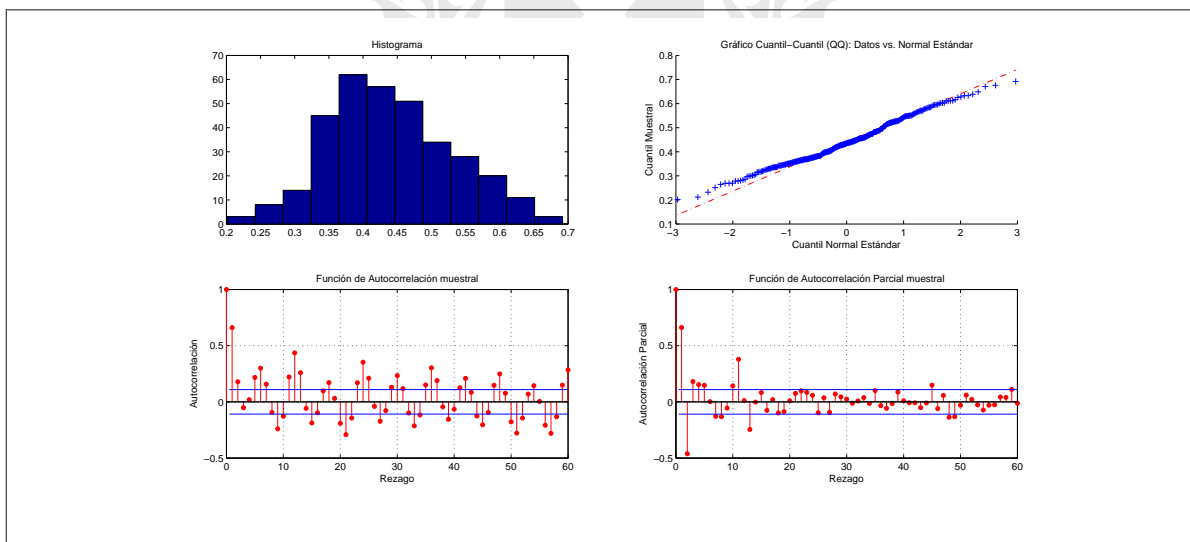 Histograma
70
60
50
40
30
20
10
0
0.2 0.25 0.3 0.35 0.4 0.45 0.5 0.55 0.6 0.65 0.7
Gráfico Cuantil−Cuantil (QQ): Datos vs. Normal Estándar
Cuantil Muestral
0.8
0.7
0.6
0.5
0.4
0.3
0.2
0.1
−3 −2 −1 0 1 2 3
Cuantil Normal Estándar
Función de Autocorrelación muestral
Autocorrelación
1
0.5
0
−0.5
0 10 20 30 40 50 60
Rezago
Función de Autocorrelación Parcial muestral
Autocorrelación Parcial
1
0.5
0
−0.5
0 10 20 30 40 50 60
Rezago